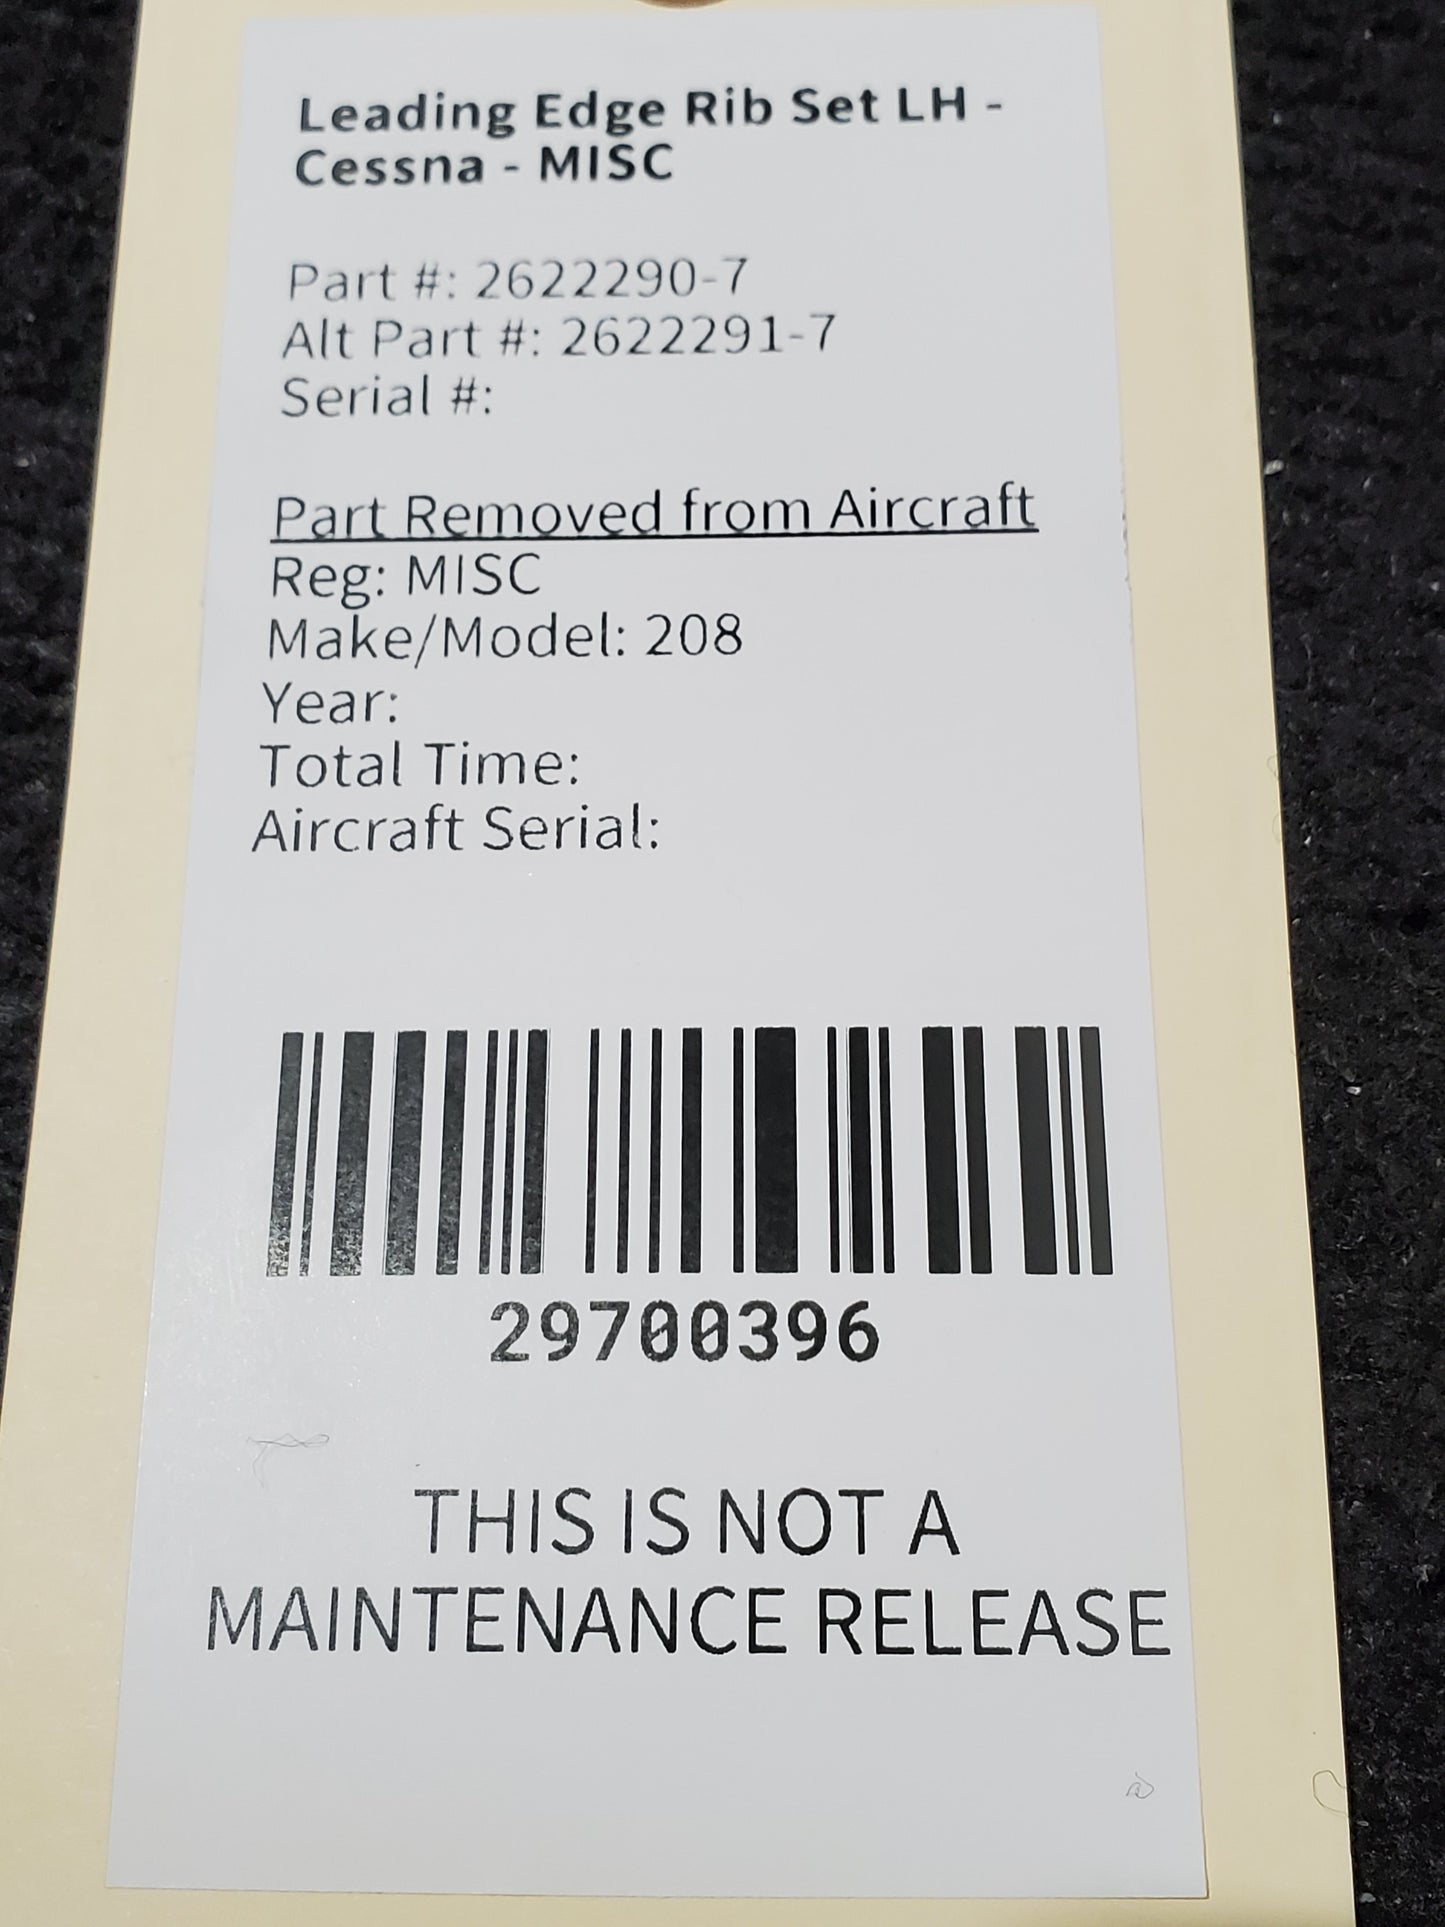 Leading Edge Rib Set LH -
Cessna - MISC
Part #: 2622290-7
Alt Part #: 2622291-7
Serial #:
Part Removed from Aircraft
Reg: MISC
Make/Model: 208
Year:
Total Time:
Aircraft Serial:
29700396
THIS IS NOT A
MAINTENANCE RELEASE